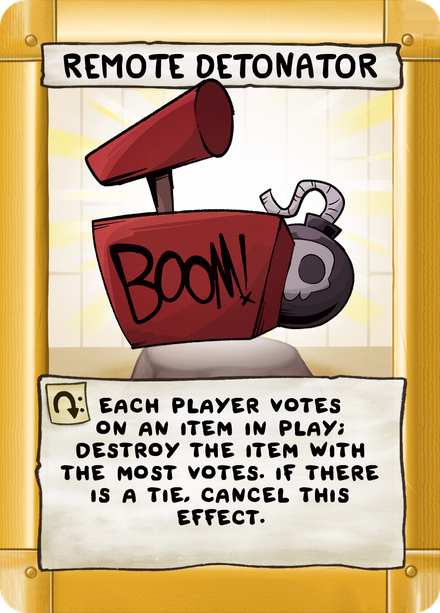 REMOTE DETONATOR
BOOM!
: EACH PLAYER VOTES
ON AN ITEM IN PLAY;
DESTROY THE ITEM WITH
THE MOST VOTES. IF THERE
IS A TIE, CANCEL THIS
EFFECT.